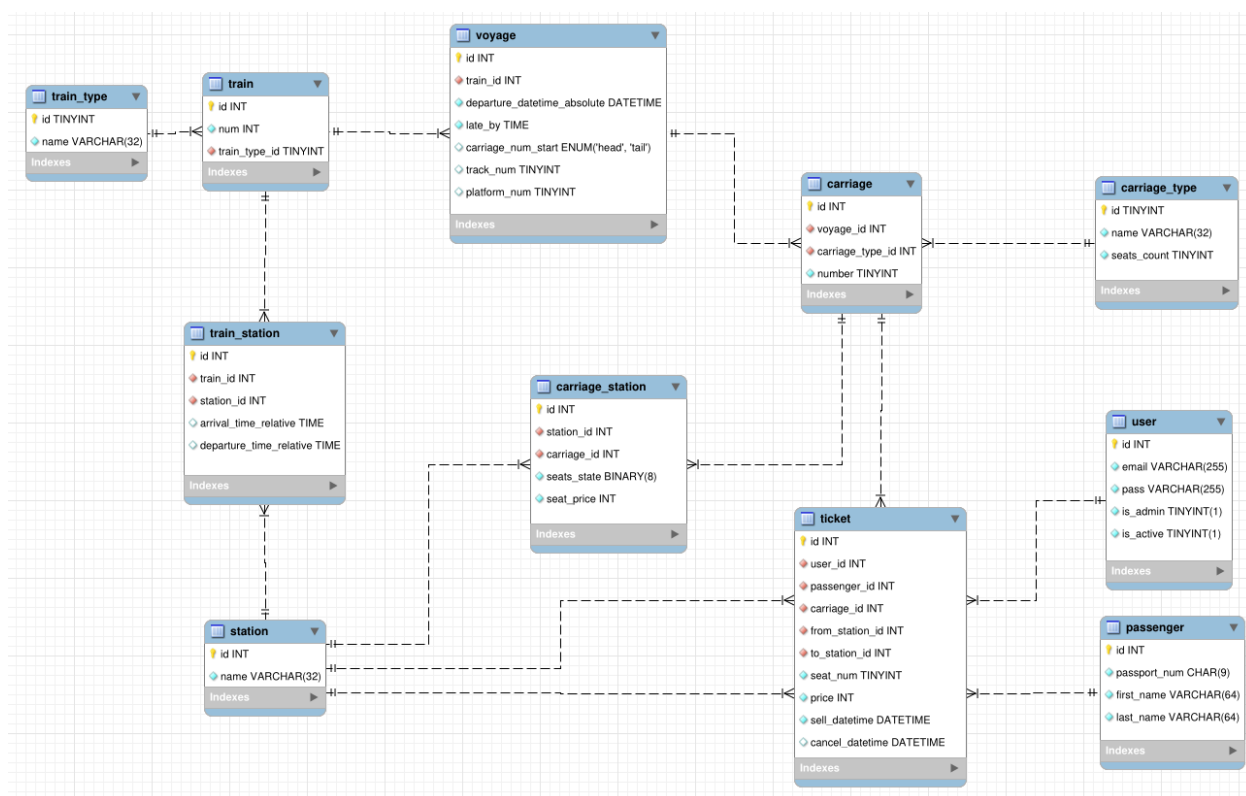 voyage
id INT
train_id INT
departure_datetime_absolute DATETIME
late_by TIME
carriage_num_start ENUM('head', 'tail')
track_num TINYINT
platform_num TINYINT
Indexes
train_type
id TINYINT
name VARCHAR(32)
Indexes
train
id INT
num INT
train_type_id TINYINT
Indexes
carriage
id INT
voyage_id INT
carriage_type_id INT
number TINYINT
Indexes
carriage_type
id TINYINT
name VARCHAR(32)
seats_count TINYINT
Indexes
train_station
id INT
train_id INT
station_id INT
arrival_time_relative TIME
departure_time_relative TIME
Indexes
carriage_station
id INT
station_id INT
carriage_id INT
seats_state BINARY(8)
seat_price INT
Indexes
user
id INT
email VARCHAR(255)
pass VARCHAR(255)
is_admin TINYINT(1)
is_active TINYINT(1)
Indexes
ticket
id INT
user_id INT
passenger_id INT
carriage_id INT
from_station_id INT
to_station_id INT
seat_num TINYINT
price INT
sell_datetime DATETIME
cancel_datetime DATETIME
Indexes
station
id INT
name VARCHAR(32)
Indexes
passenger
id INT
passport_num CHAR(9)
first_name VARCHAR(64)
last_name VARCHAR(64)
Indexes